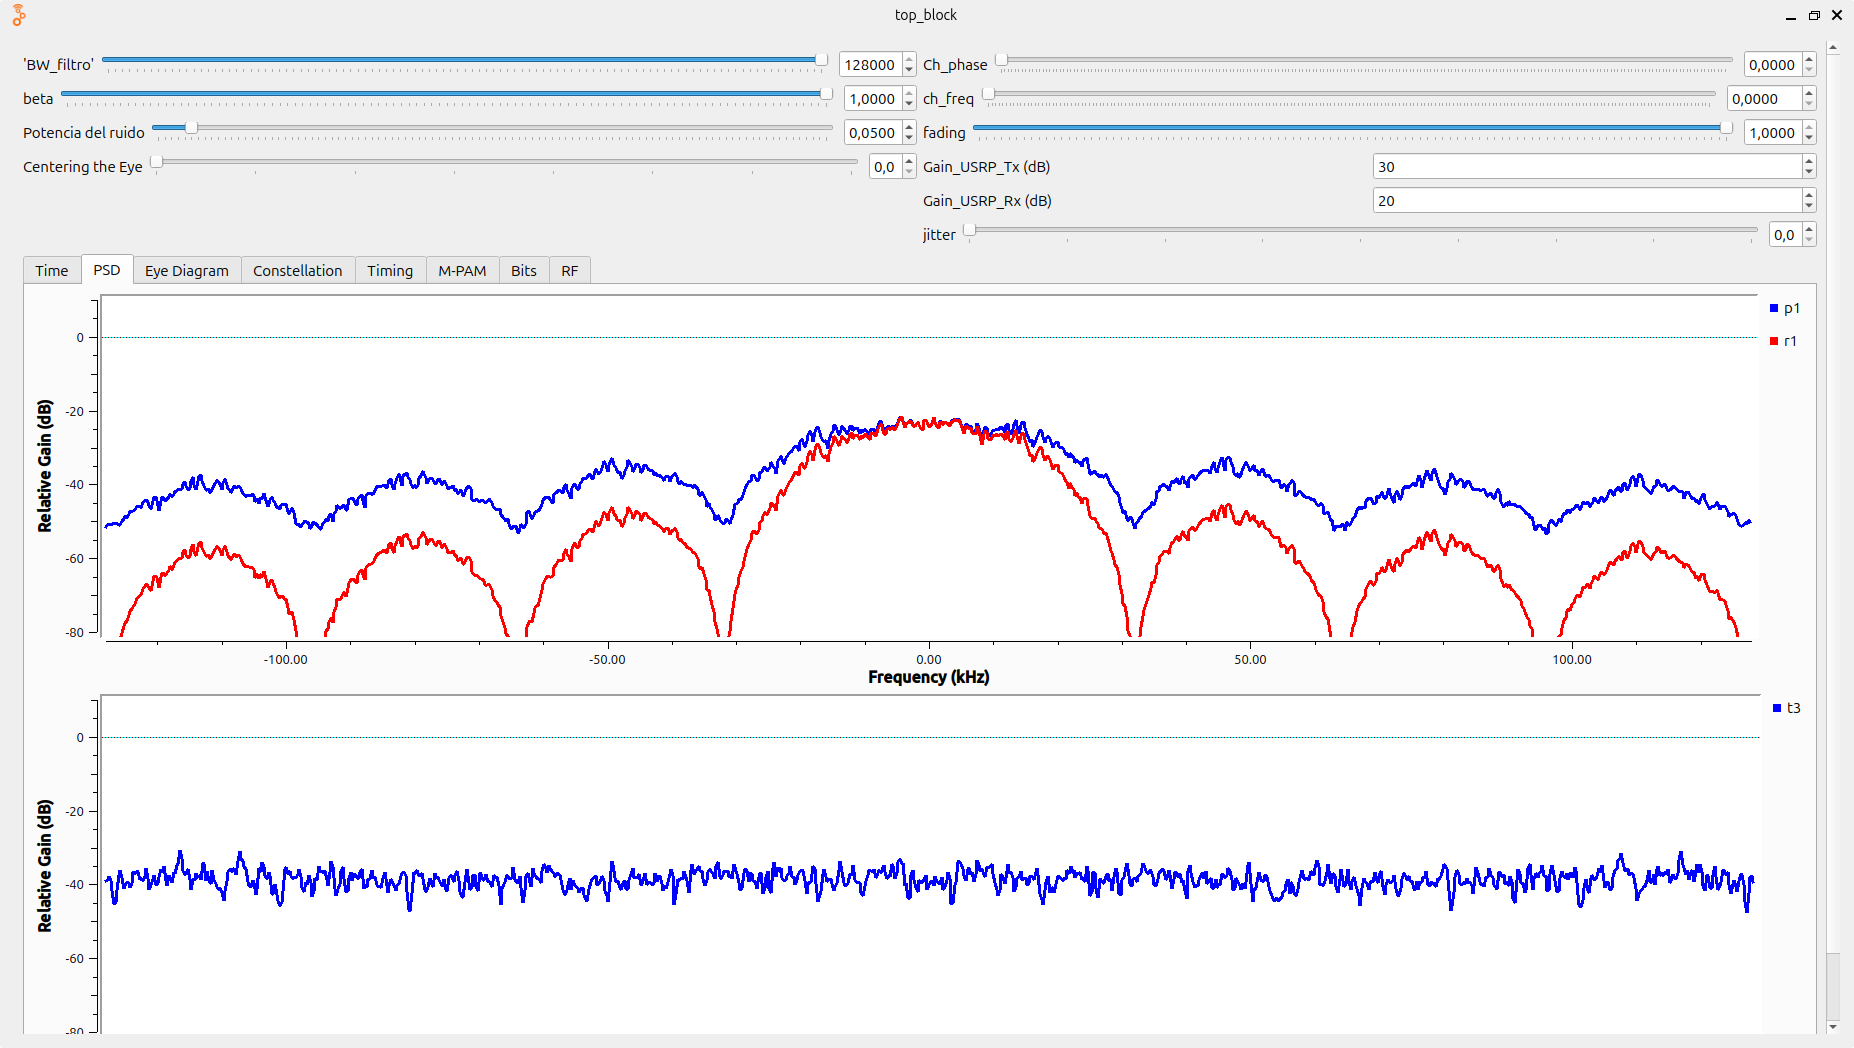 top_block
'BW_filtro' 128000 Ch_phase 0,0000
beta 1,0000 ch_freq 0,0000
Potencia del ruido 0,0500 fading 1,0000
Centering the Eye 0,0 Gain_USRP_Tx (dB) 30
Gain_USRP_Rx (dB) 20
jitter 0,0
Time PSD Eye Diagram Constellation Timing M-PAM Bits RF
p1
r1
0
-20
-40
-60
-80
Relative Gain (dB)
-100.00 -50.00 0.00 50.00 100.00
Frequency (kHz)
t3
0
-20
-40
-60
-80
Relative Gain (dB)